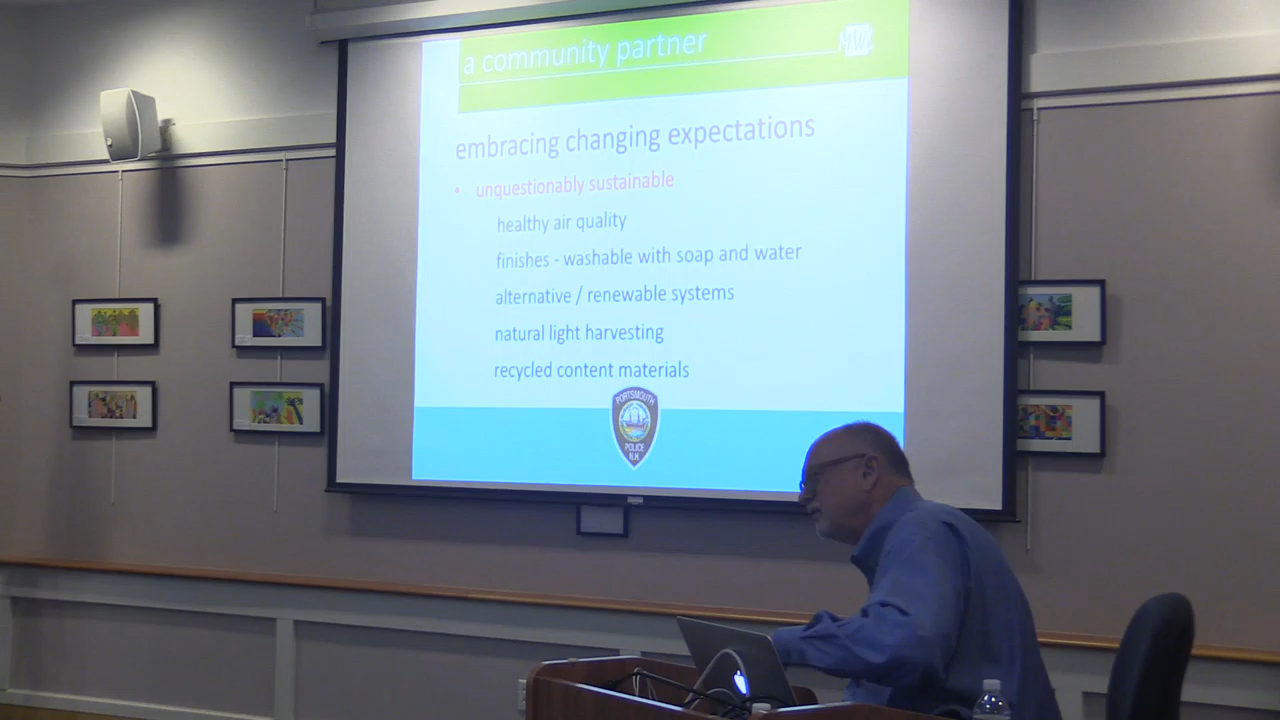 a community partner
embracing changing expectations
• unquestionably sustainable
healthy air quality
finishes - washable with soap and water
alternative / renewable systems
natural light harvesting
recycled content materials
PORTSMOUTH
POLICE
N.H.